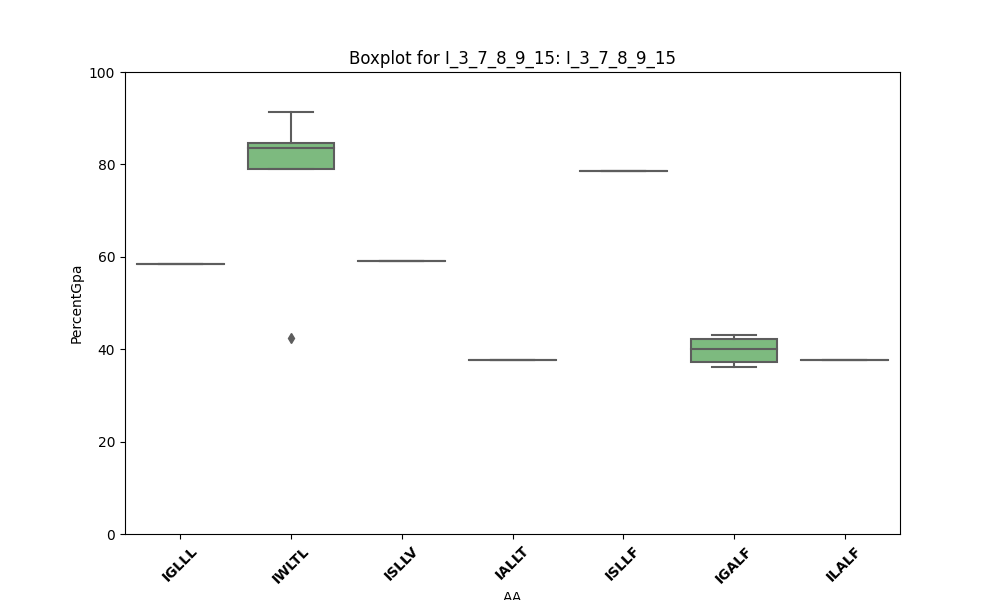 Boxplot for I_3_7_8_9_15: I_3_7_8_9_15
100
80
60
40
20
0
PercentGpa
IGLLL
IWLTL
ISLLV
IALLT
ISLLF
IGALF
ILALF
AA